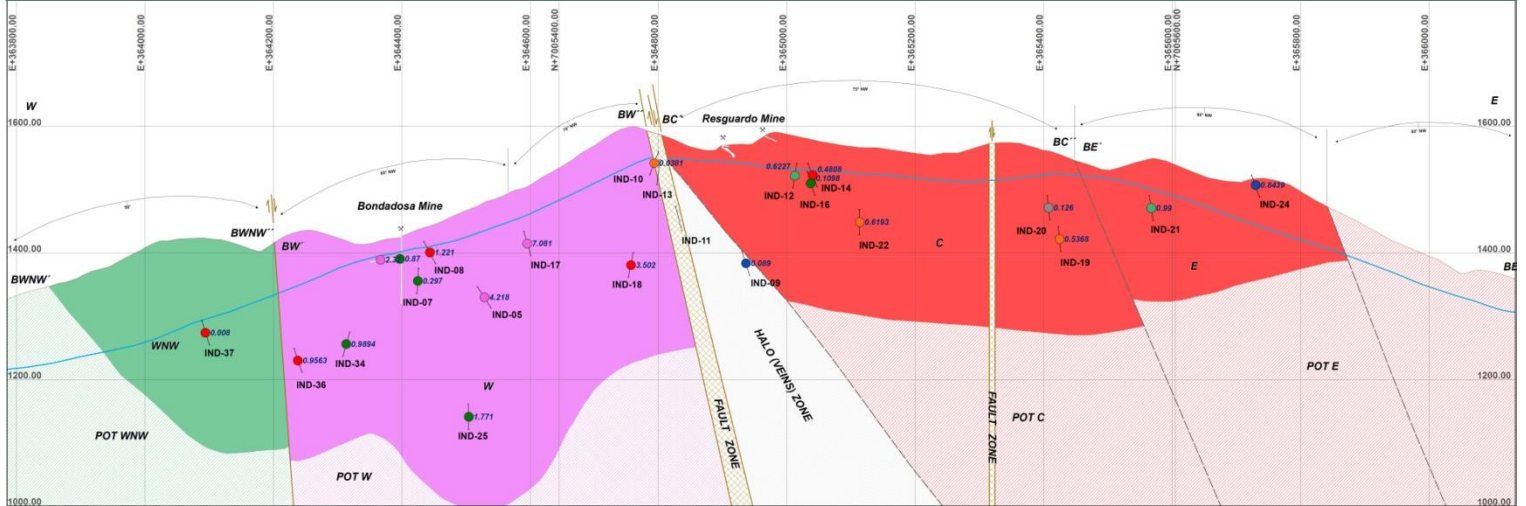 E+363800.00
E+364000.00
E+364200.00
E+364400.00
E+364600.00
N+7005400.00
E+364800.00
E+365000.00
E+365200.00
E+365400.00
E+365600.00
N+7005600.00
E+365800.00
E+366000.00
W
E
1600.00
1600.00
BW´´
BC`
Resguardo Mine
BC´´
BE´
Bondadosa Mine
BWNW´´
BW´
BWNW´
BE
1400.00
1400.00
1200.00
1200.00
1000.00
1000.00
0.0381
IND-10
IND-13
IND-11
0.6227
IND-12
0.4808
0.1098
IND-14
IND-16
0.6193
IND-22
C
0.126
IND-20
0.5368
IND-19
0.99
IND-21
0.6439
IND-24
E
0.089
IND-09
0.87
1.221
IND-08
0.297
IND-07
7.081
IND-17
4.218
IND-05
3.502
IND-18
0.008
IND-37
WNW
0.9563
IND-36
0.9894
IND-34
W
1.771
IND-25
POT WNW
POT W
FAULT ZONE
HALO (VEINS) ZONE
FAULT ZONE
POT C
POT E